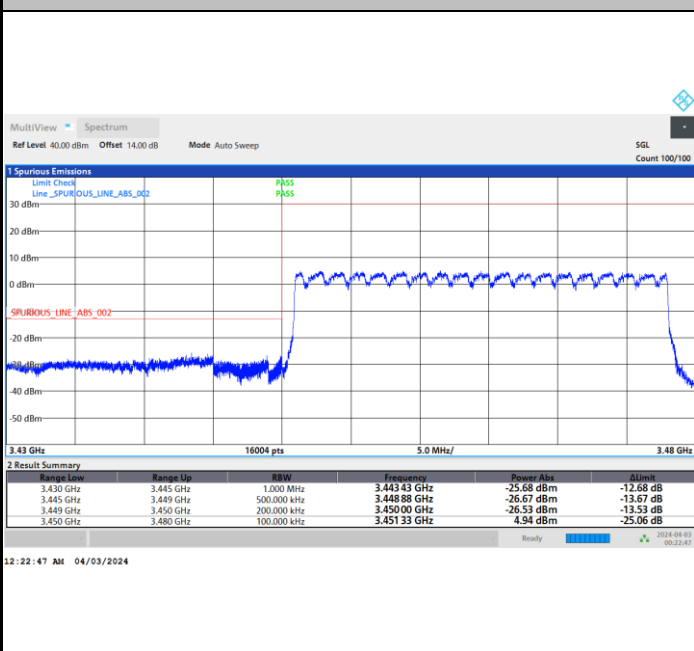 MultiView Spectrum
Ref Level 40.00 dBm Offset 14.00 dB Mode Auto Sweep SGL
Count 100/100
1 Spurious Emissions
Limit Check PASS
Line _SPURIOUS_LINE_ABS_002 PASS
30 dBm
20 dBm
10 dBm
0 dBm
_SPURIOUS_LINE_ABS_002
-20 dBm
-30 dBm
-40 dBm
-50 dBm
3.43 GHz 16004 pts 5.0 MHz/ 3.48 GHz
2 Result Summary
Range Low Range Up RBW Frequency Power Abs ΔLimit
3.430 GHz 3.445 GHz 1.000 MHz 3.443 43 GHz -25.68 dBm -12.68 dB
3.445 GHz 3.449 GHz 500.000 kHz 3.448 88 GHz -26.67 dBm -13.67 dB
3.449 GHz 3.450 GHz 200.000 kHz 3.450 00 GHz -26.53 dBm -13.53 dB
3.450 GHz 3.480 GHz 100.000 kHz 3.451 33 GHz 4.94 dBm -25.06 dB
Ready 2024-04-03
00:22:47
12:22:47 AM 04/03/2024